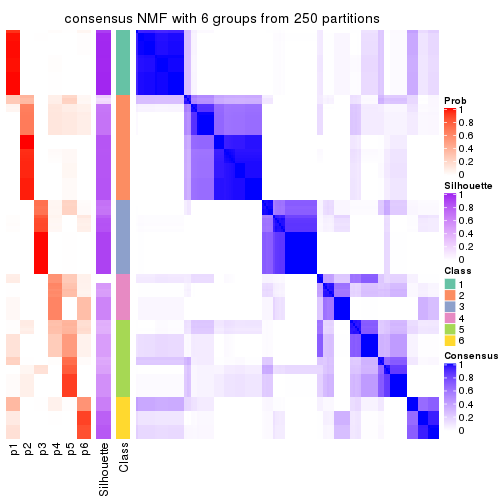 consensus NMF with 6 groups from 250 partitions
Prob
1
0.8
0.6
0.4
0.2
0
Silhouette
1
0.8
0.6
0.4
0.2
0
Class
1
2
3
4
5
6
Consensus
1
0.8
0.6
0.4
0.2
0
p1
p2
p3
p4
p5
p6
Silhouette
Class